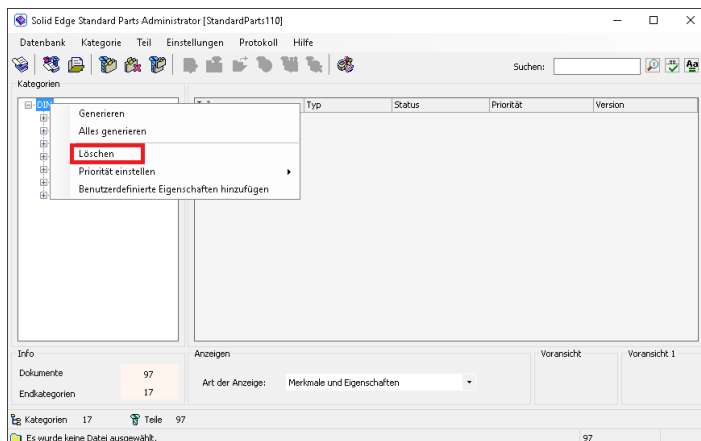 Solid Edge Standard Parts Administrator [StandardParts110]
Datenbank Kategorie Teil Einstellungen Protokoll Hilfe
Suchen:
Kategorien
DIN
Typ Status Priorität Version
Generieren
Alles generieren
Löschen
Priorität einstellen
Benutzerdefinierte Eigenschaften hinzufügen
Info
Dokumente 97
Endkategorien 17
Anzeigen
Art der Anzeige: Merkmale und Eigenschaften
Voransicht
Voransicht 1
Kategorien 17 Teile 97
Es wurde keine Datei ausgewählt. 97